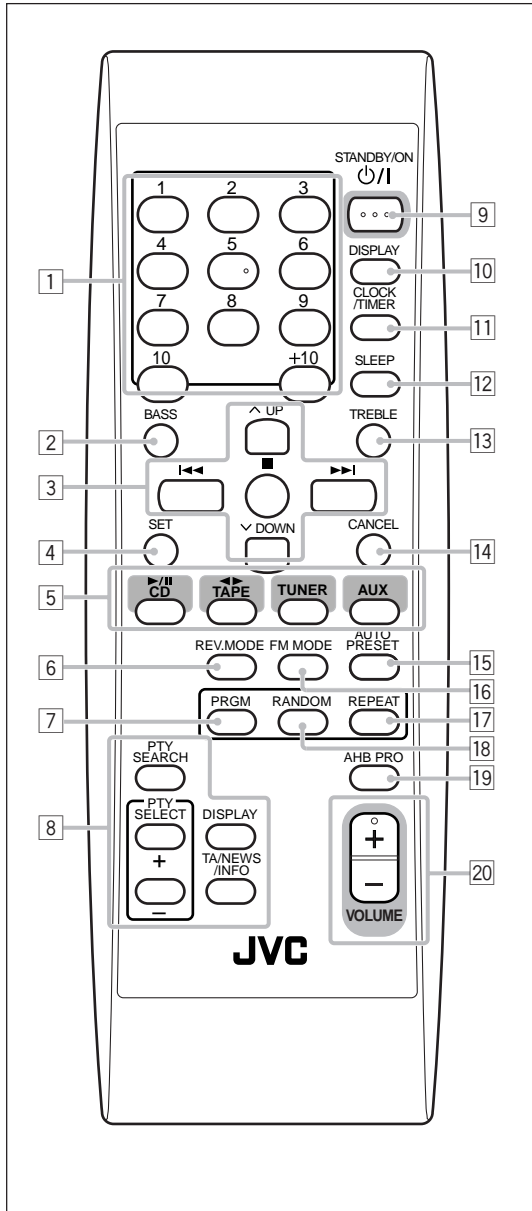 STANDBY/ON
⏻/I
1 2 3
9
4 5 6
DISPLAY
10
1
CLOCK
/TIMER
7 8 9
11
SLEEP
10 +10
12
BASS
∧ UP
TREBLE
2
13
3
SET
∨ DOWN
CANCEL
4
14
5
CD
TAPE
TUNER
AUX
REV.MODE
FM MODE
AUTO
PRESET
6
15
16
PRGM
RANDOM
REPEAT
7
17
18
PTY
SEARCH
AHB PRO
19
8
PTY
SELECT
DISPLAY
+
–
TA/NEWS
/INFO
+
–
VOLUME
20
JVC